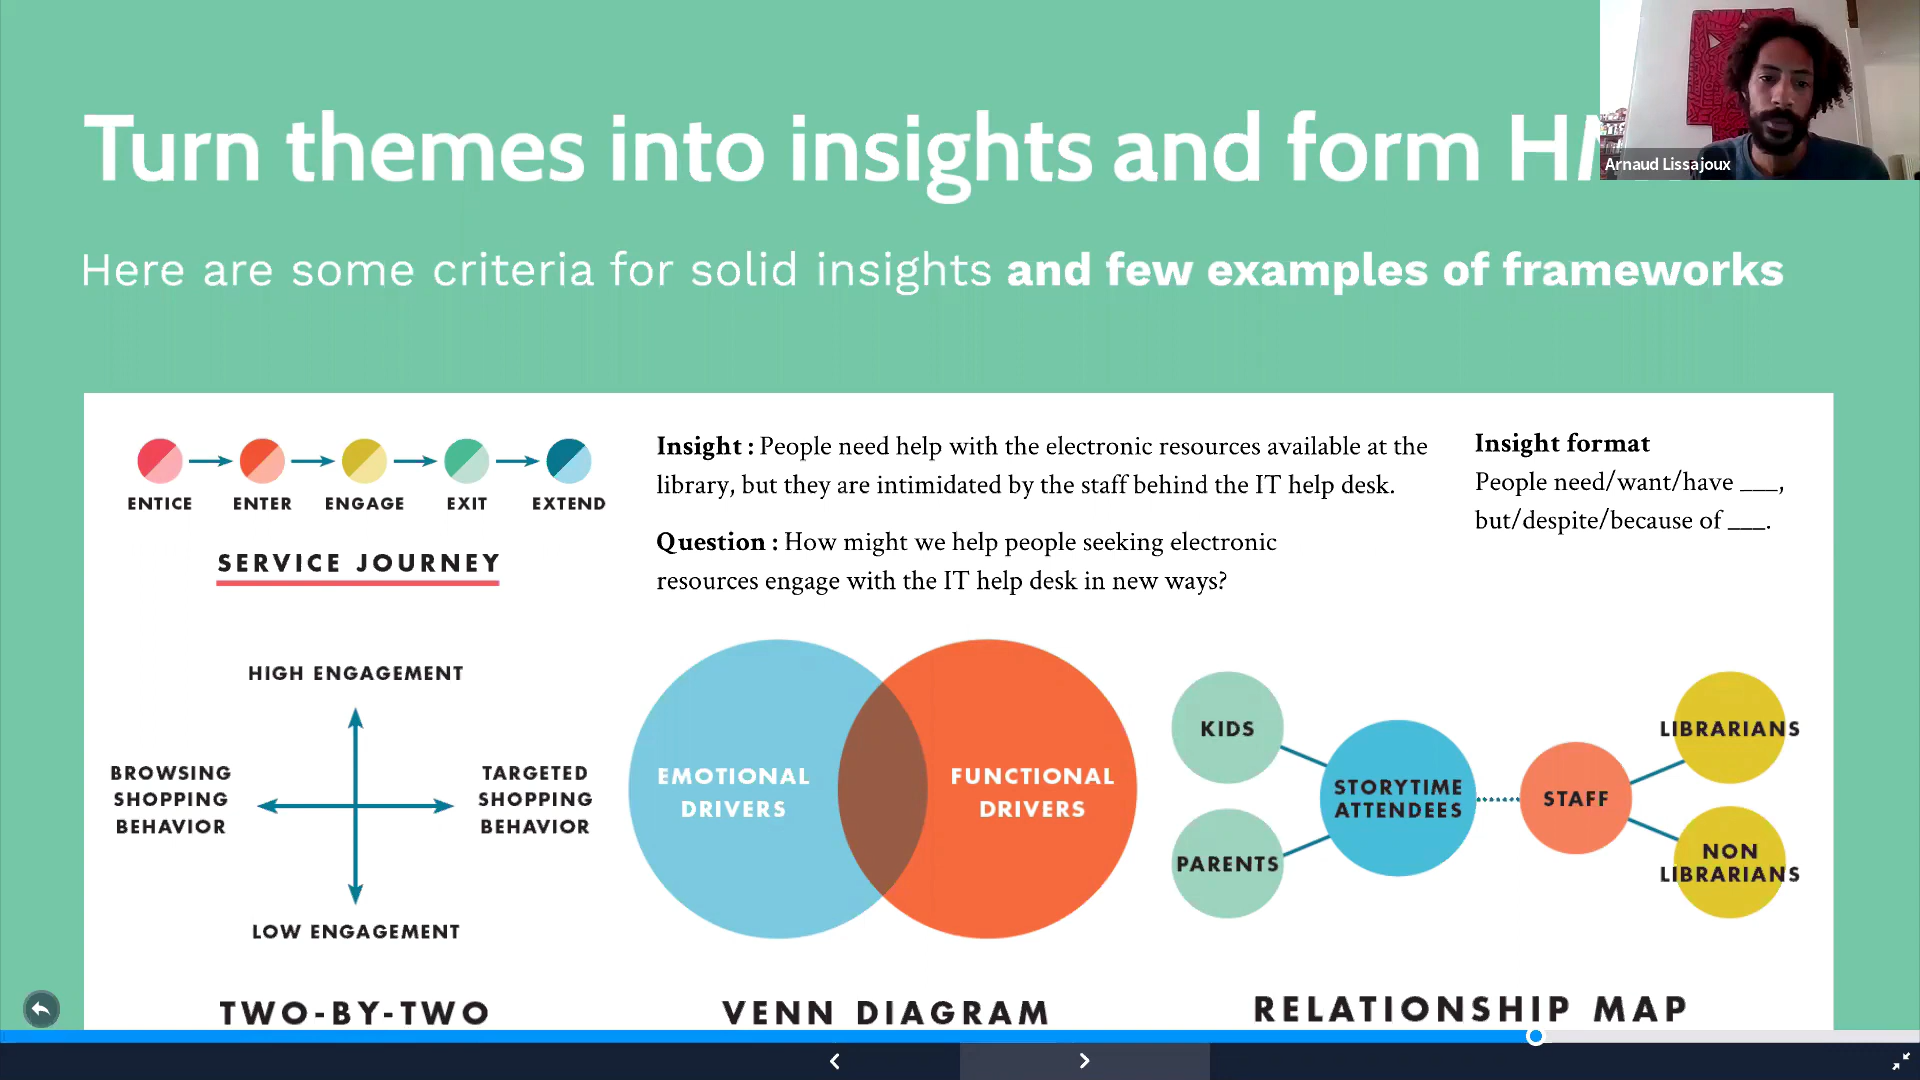 Turn themes into insights and form HM
Arnaud Lissajoux
Here are some criteria for solid insights and few examples of frameworks
ENTICE ENTER ENGAGE EXIT EXTEND
SERVICE JOURNEY
Insight : People need help with the electronic resources available at the
library, but they are intimidated by the staff behind the IT help desk.
Question : How might we help people seeking electronic
resources engage with the IT help desk in new ways?
Insight format
People need/want/have ___,
but/despite/because of ___.
HIGH ENGAGEMENT
BROWSING
SHOPPING
BEHAVIOR
TARGETED
SHOPPING
BEHAVIOR
LOW ENGAGEMENT
TWO-BY-TWO
EMOTIONAL
DRIVERS
FUNCTIONAL
DRIVERS
VENN DIAGRAM
KIDS
PARENTS
STORYTIME
ATTENDEES
STAFF
LIBRARIANS
NON
LIBRARIANS
RELATIONSHIP MAP